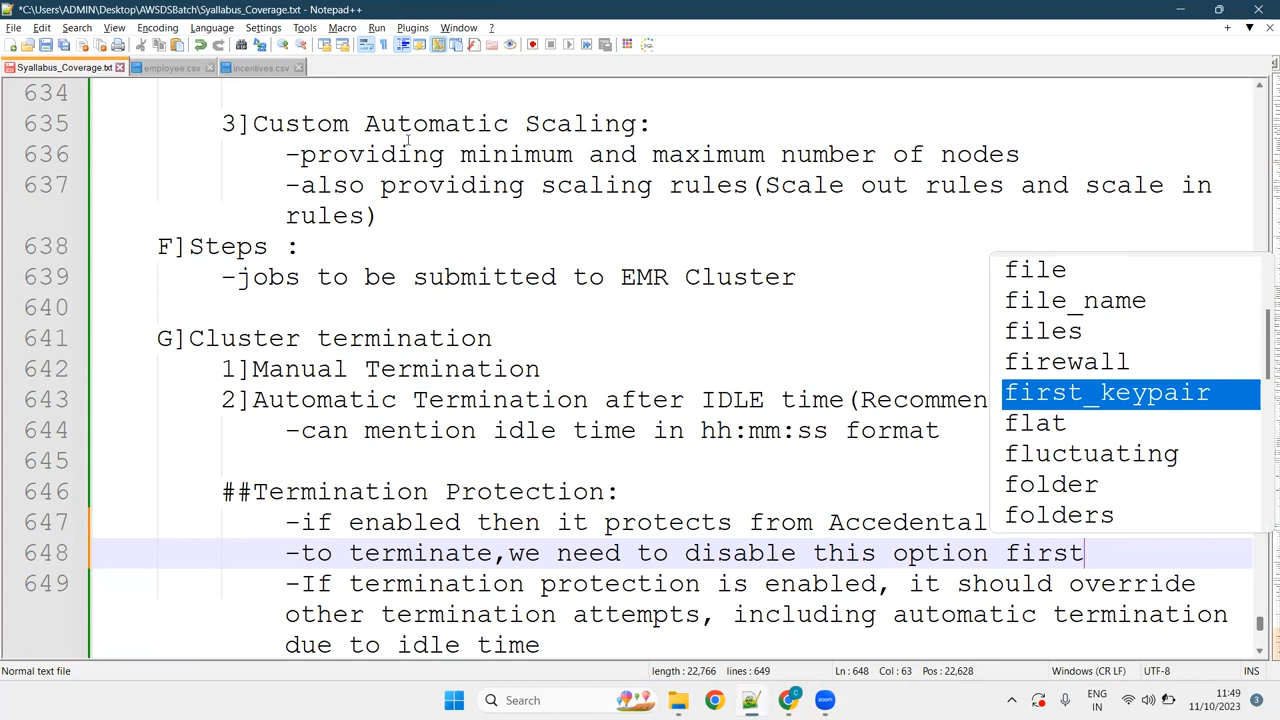 *C:\Users\ADMIN\Desktop\AWSDSBatch\Syallabus_Coverage.txt - Notepad++
File Edit Search View Encoding Language Settings Tools Macro Run Plugins Window ?
Syallabus_Coverage.txt employee.csv incentives.csv
634
635 3]Custom Automatic Scaling:
636 -providing minimum and maximum number of nodes
637 -also providing scaling rules(Scale out rules and scale in
rules)
638 F]Steps :
639 -jobs to be submitted to EMR Cluster
640
641 G]Cluster termination
642 1]Manual Termination
643 2]Automatic Termination after IDLE time(Recommen
644 -can mention idle time in hh:mm:ss format
645
646 ##Termination Protection:
647 -if enabled then it protects from Accedental
648 -to terminate,we need to disable this option first
649 -If termination protection is enabled, it should override
other termination attempts, including automatic termination
due to idle time
file
file_name
files
firewall
first_keypair
flat
fluctuating
folder
folders
Normal text file length : 22,766 lines : 649 Ln : 648 Col : 63 Pos : 22,628 Windows (CR LF) UTF-8 INS
Search
ENG
IN
11:49
11/10/2023
3